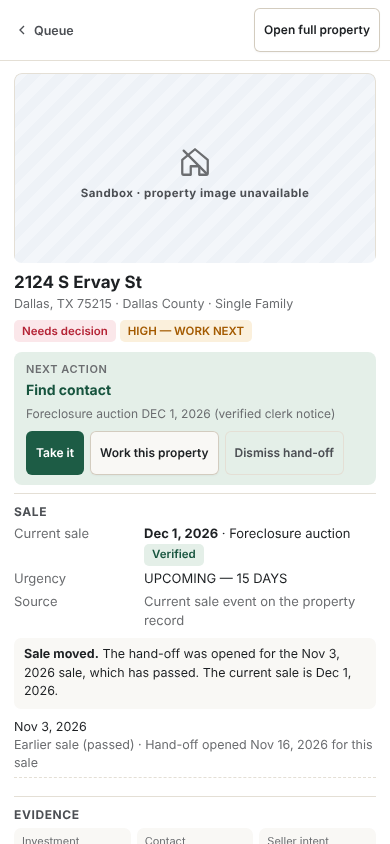 Queue
Open full property
Sandbox · property image unavailable
2124 S Ervay St
Dallas, TX 75215 · Dallas County · Single Family
Needs decision
HIGH — WORK NEXT
NEXT ACTION
Find contact
Foreclosure auction DEC 1, 2026 (verified clerk notice)
Take it
Work this property
Dismiss hand-off
SALE
Current sale
Dec 1, 2026 · Foreclosure auction
Verified
Urgency
UPCOMING — 15 DAYS
Source
Current sale event on the property
record
Sale moved. The hand-off was opened for the Nov 3,
2026 sale, which has passed. The current sale is Dec 1,
2026.
Nov 3, 2026
Earlier sale (passed) · Hand-off opened Nov 16, 2026 for this
sale
EVIDENCE
Investment
Contact
Seller intent